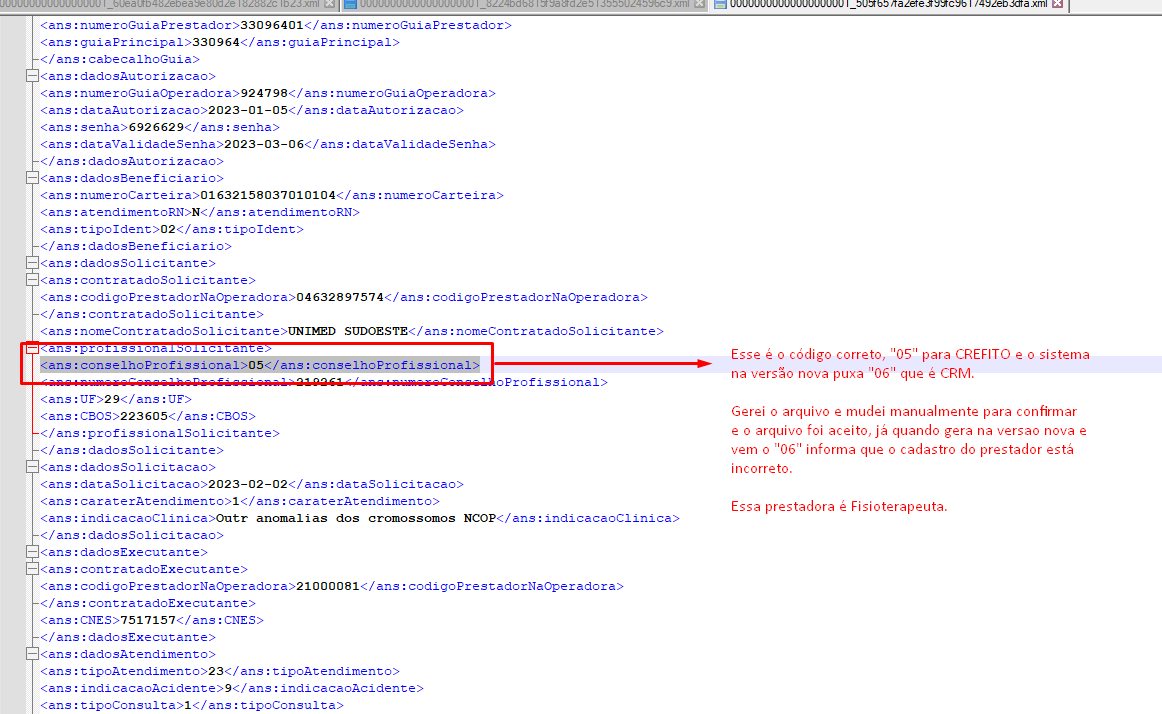 000000000000000001_60ea0fb482ebea9e80d2e182882c1b23.xml 000000000000000001_8224bd6815f9a8fd2e513555024596c9.xml 000000000000000001_505f657fa2efe3f99fc9617492eb3dfa.xml
<ans:numeroGuiaPrestador>33096401</ans:numeroGuiaPrestador>
<ans:guiaPrincipal>330964</ans:guiaPrincipal>
</ans:cabecalhoGuia>
<ans:dadosAutorizacao>
<ans:numeroGuiaOperadora>924798</ans:numeroGuiaOperadora>
<ans:dataAutorizacao>2023-01-05</ans:dataAutorizacao>
<ans:senha>6926629</ans:senha>
<ans:dataValidadeSenha>2023-03-06</ans:dataValidadeSenha>
</ans:dadosAutorizacao>
<ans:dadosBeneficiario>
<ans:numeroCarteira>01632158037010104</ans:numeroCarteira>
<ans:atendimentoRN>N</ans:atendimentoRN>
<ans:tipoIdent>02</ans:tipoIdent>
</ans:dadosBeneficiario>
<ans:dadosSolicitante>
<ans:contratadoSolicitante>
<ans:codigoPrestadorNaOperadora>04632897574</ans:codigoPrestadorNaOperadora>
</ans:contratadoSolicitante>
<ans:nomeContratadoSolicitante>UNIMED SUDOESTE</ans:nomeContratadoSolicitante>
<ans:profissionalSolicitante>
<ans:conselhoProfissional>05</ans:conselhoProfissional>
<ans:numeroConselhoProfissional>219261</ans:numeroConselhoProfissional>
<ans:UF>29</ans:UF>
<ans:CBOS>223605</ans:CBOS>
</ans:profissionalSolicitante>
</ans:dadosSolicitante>
<ans:dadosSolicitacao>
<ans:dataSolicitacao>2023-02-02</ans:dataSolicitacao>
<ans:caraterAtendimento>1</ans:caraterAtendimento>
<ans:indicacaoClinica>Outr anomalias dos cromossomos NCOP</ans:indicacaoClinica>
</ans:dadosSolicitacao>
<ans:dadosExecutante>
<ans:contratadoExecutante>
<ans:codigoPrestadorNaOperadora>21000081</ans:codigoPrestadorNaOperadora>
</ans:contratadoExecutante>
<ans:CNES>7517157</ans:CNES>
</ans:dadosExecutante>
<ans:dadosAtendimento>
<ans:tipoAtendimento>23</ans:tipoAtendimento>
<ans:indicacaoAcidente>9</ans:indicacaoAcidente>
<ans:tipoConsulta>1</ans:tipoConsulta>
Esse é o código correto, "05" para CREFITO e o sistema
na versão nova puxa "06" que é CRM.
Gerei o arquivo e mudei manualmente para confirmar
e o arquivo foi aceito, já quando gera na versao nova e
vem o "06" informa que o cadastro do prestador está
incorreto.
Essa prestadora é Fisioterapeuta.